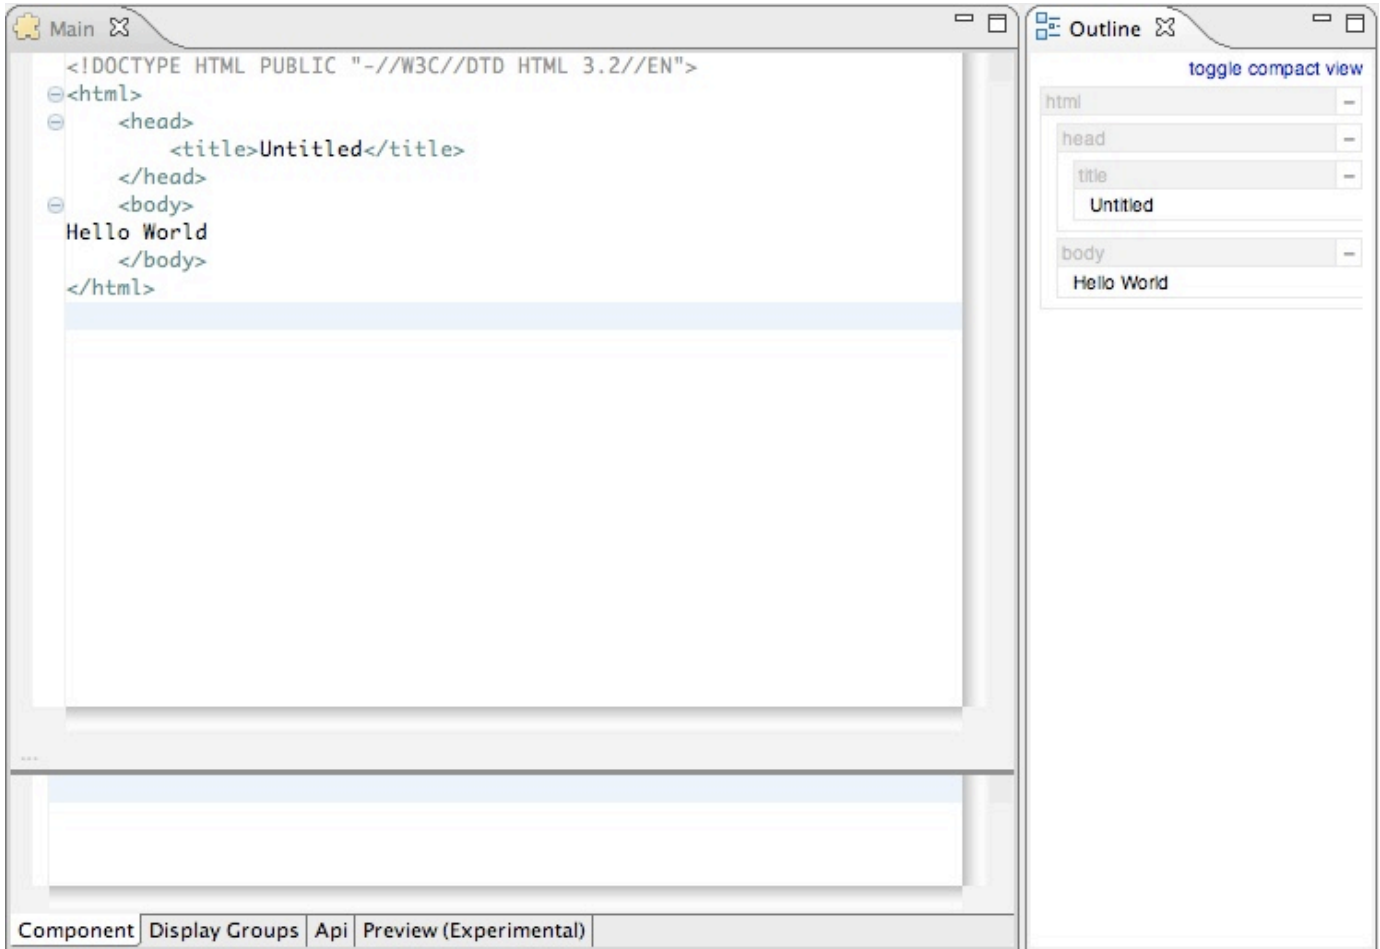 Main
<!DOCTYPE HTML PUBLIC "-//W3C//DTD HTML 3.2//EN">
<html>
<head>
<title>Untitled</title>
</head>
<body>
Hello World
</body>
</html>
...
Component Display Groups Api Preview (Experimental)
Outline
toggle compact view
html
head
title
Untitled
body
Hello World